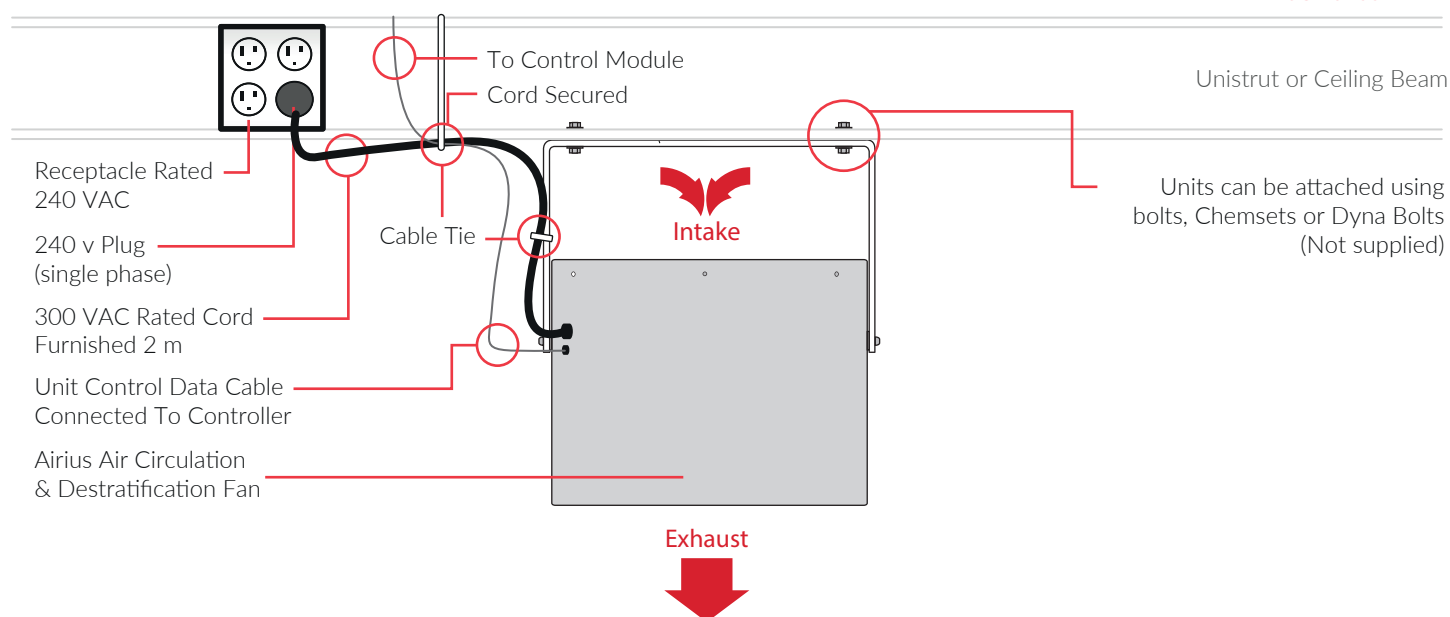 To Control Module
Cord Secured
Unistrut or Ceiling Beam
Receptacle Rated
240 VAC
240 v Plug
(single phase)
300 VAC Rated Cord
Furnished 2 m
Unit Control Data Cable
Connected To Controller
Airius Air Circulation
& Destratification Fan
Cable Tie
Intake
Units can be attached using
bolts, Chemsets or Dyna Bolts
(Not supplied)
Exhaust